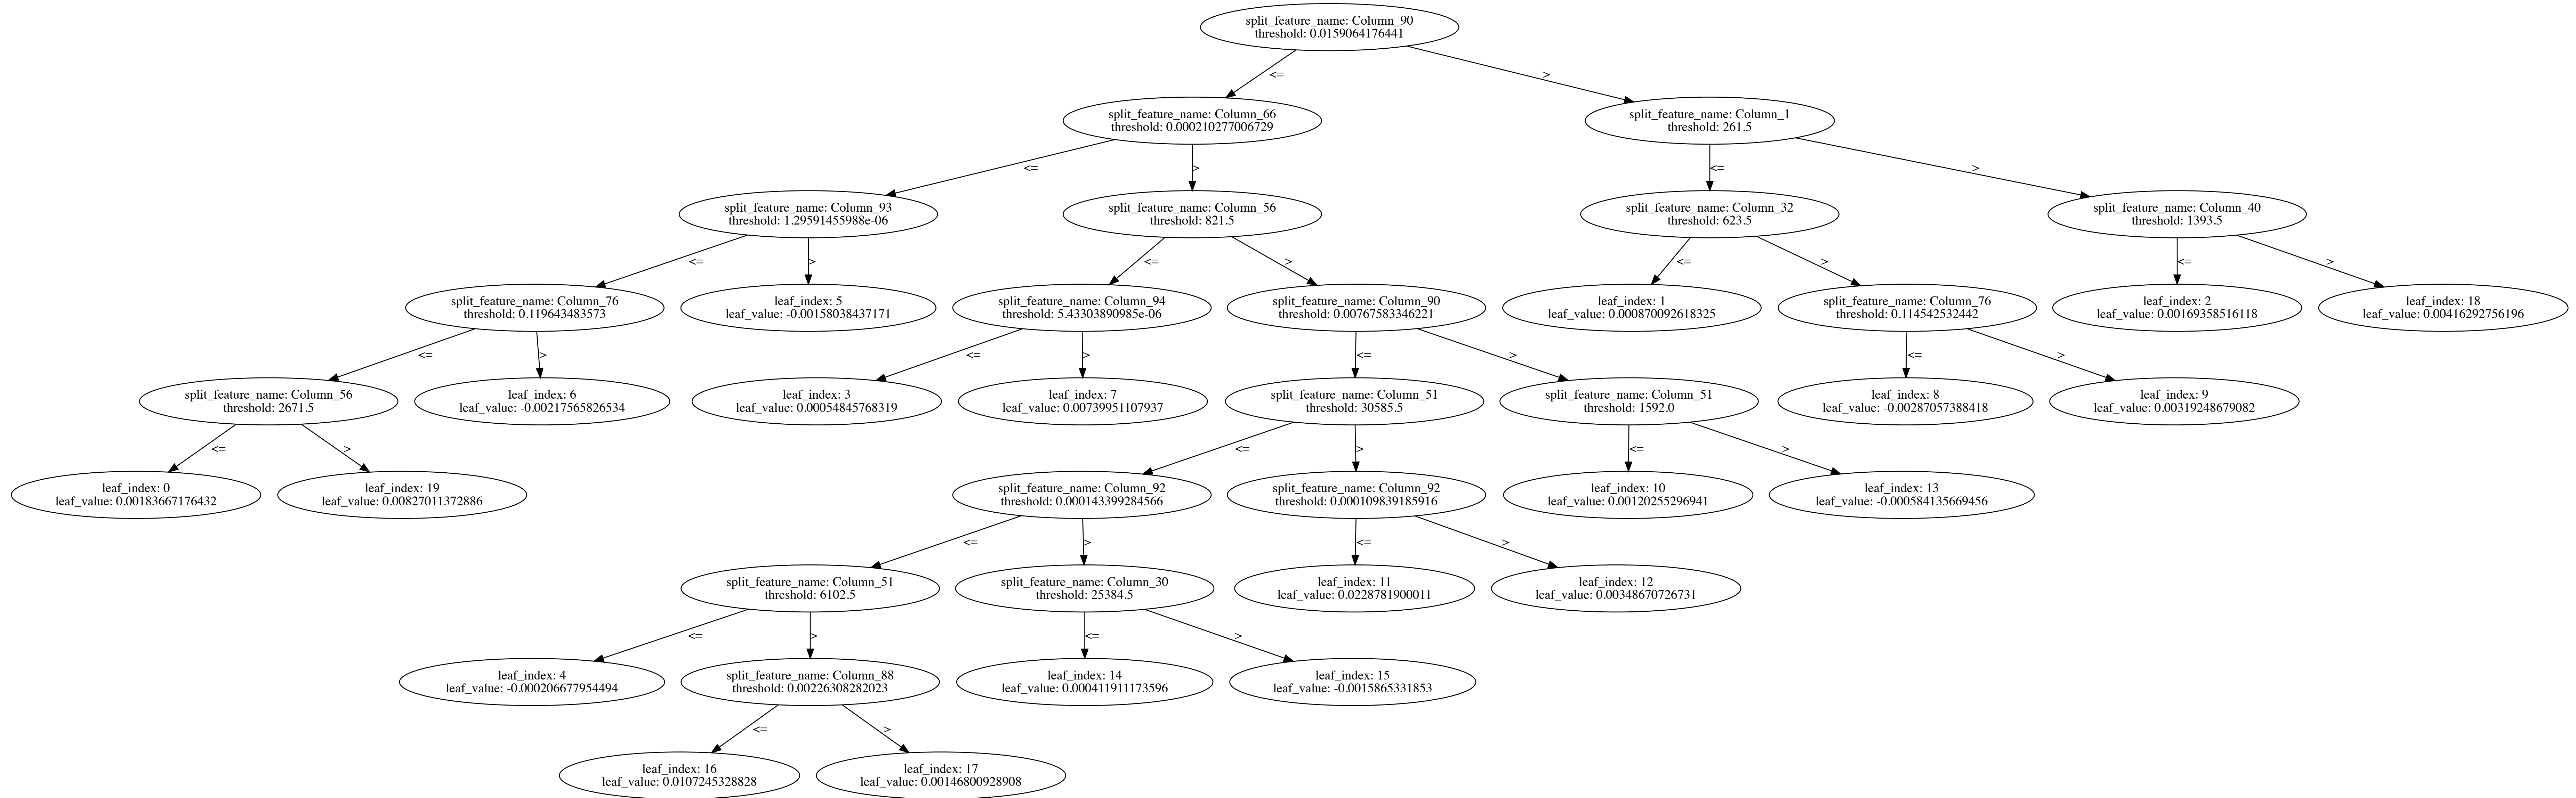 split_feature_name: Column_90
threshold: 0.0159064176441
<=
>
split_feature_name: Column_66
threshold: 0.000210277006729
split_feature_name: Column_1
threshold: 261.5
<=
>
<=
>
split_feature_name: Column_93
threshold: 1.29591455988e-06
split_feature_name: Column_56
threshold: 821.5
split_feature_name: Column_32
threshold: 623.5
split_feature_name: Column_40
threshold: 1393.5
<=
>
<=
>
<=
>
<=
>
split_feature_name: Column_76
threshold: 0.119643483573
leaf_index: 5
leaf_value: -0.00158038437171
split_feature_name: Column_94
threshold: 5.43303890985e-06
split_feature_name: Column_90
threshold: 0.00767583346221
leaf_index: 1
leaf_value: 0.000870092618325
split_feature_name: Column_76
threshold: 0.114542532442
leaf_index: 2
leaf_value: 0.00169358516118
leaf_index: 18
leaf_value: 0.00416292756196
<=
>
<=
>
<=
>
<=
>
split_feature_name: Column_56
threshold: 2671.5
leaf_index: 6
leaf_value: -0.00217565826534
leaf_index: 3
leaf_value: 0.00054845768319
leaf_index: 7
leaf_value: 0.00739951107937
split_feature_name: Column_51
threshold: 30585.5
split_feature_name: Column_51
threshold: 1592.0
leaf_index: 8
leaf_value: -0.00287057388418
leaf_index: 9
leaf_value: 0.00319248679082
<=
>
<=
>
<=
>
leaf_index: 0
leaf_value: 0.00183667176432
leaf_index: 19
leaf_value: 0.00827011372886
split_feature_name: Column_92
threshold: 0.000143399284566
split_feature_name: Column_92
threshold: 0.000109839185916
leaf_index: 10
leaf_value: 0.00120255296941
leaf_index: 13
leaf_value: -0.000584135669456
<=
>
<=
>
split_feature_name: Column_51
threshold: 6102.5
split_feature_name: Column_30
threshold: 25384.5
leaf_index: 11
leaf_value: 0.0228781900011
leaf_index: 12
leaf_value: 0.00348670726731
<=
>
<=
>
leaf_index: 4
leaf_value: -0.000206677954494
split_feature_name: Column_88
threshold: 0.00226308282023
leaf_index: 14
leaf_value: 0.000411911173596
leaf_index: 15
leaf_value: -0.0015865331853
<=
>
leaf_index: 16
leaf_value: 0.0107245328828
leaf_index: 17
leaf_value: 0.00146800928908